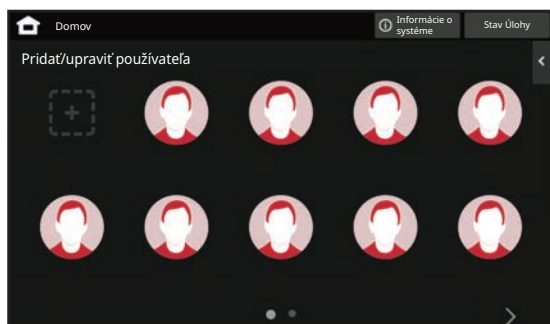 Domov
Informácie o
systéme
Stav Úlohy
Pridať/upraviť používateľa